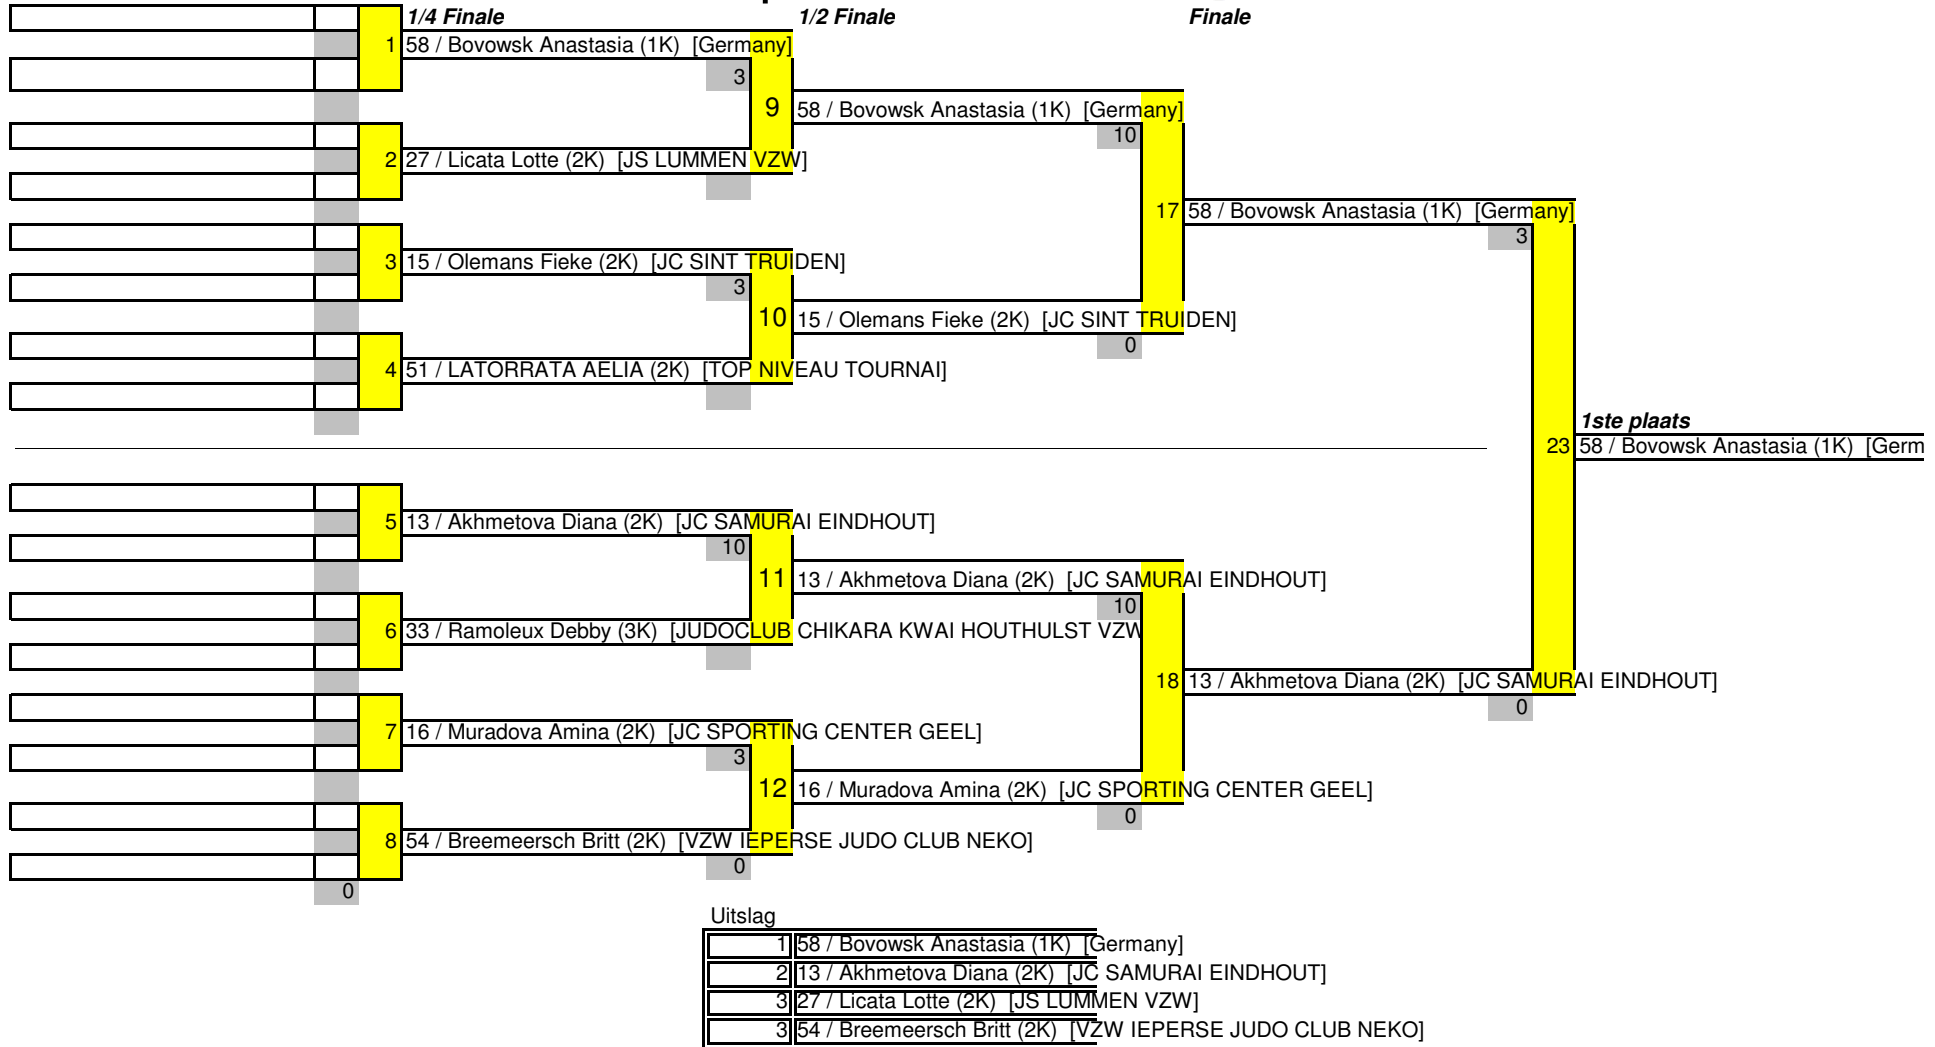 1/4 Finale 1/2 Finale Finale
1 58 / Bovowsk Anastasia (1K) [Germany]
3
9 58 / Bovowsk Anastasia (1K) [Germany]
10
2 27 / Licata Lotte (2K) [JS LUMMEN VZW]
17 58 / Bovowsk Anastasia (1K) [Germany]
3
3 15 / Olemans Fieke (2K) [JC SINT TRUIDEN]
3
10 15 / Olemans Fieke (2K) [JC SINT TRUIDEN]
0
4 51 / LATORRATA AELIA (2K) [TOP NIVEAU TOURNAI]
1ste plaats
23 58 / Bovowsk Anastasia (1K) [Germ
5 13 / Akhmetova Diana (2K) [JC SAMURAI EINDHOUT]
10
11 13 / Akhmetova Diana (2K) [JC SAMURAI EINDHOUT]
10
6 33 / Ramoleux Debby (3K) [JUDOCLUB CHIKARA KWAI HOUTHULST VZW
18 13 / Akhmetova Diana (2K) [JC SAMURAI EINDHOUT]
0
7 16 / Muradova Amina (2K) [JC SPORTING CENTER GEEL]
3
12 16 / Muradova Amina (2K) [JC SPORTING CENTER GEEL]
0
8 54 / Breemeersch Britt (2K) [VZW IEPERSE JUDO CLUB NEKO]
0
0
Uitslag
1 58 / Bovowsk Anastasia (1K) [Germany]
2 13 / Akhmetova Diana (2K) [JC SAMURAI EINDHOUT]
3 27 / Licata Lotte (2K) [JS LUMMEN VZW]
3 54 / Breemeersch Britt (2K) [VZW IEPERSE JUDO CLUB NEKO]